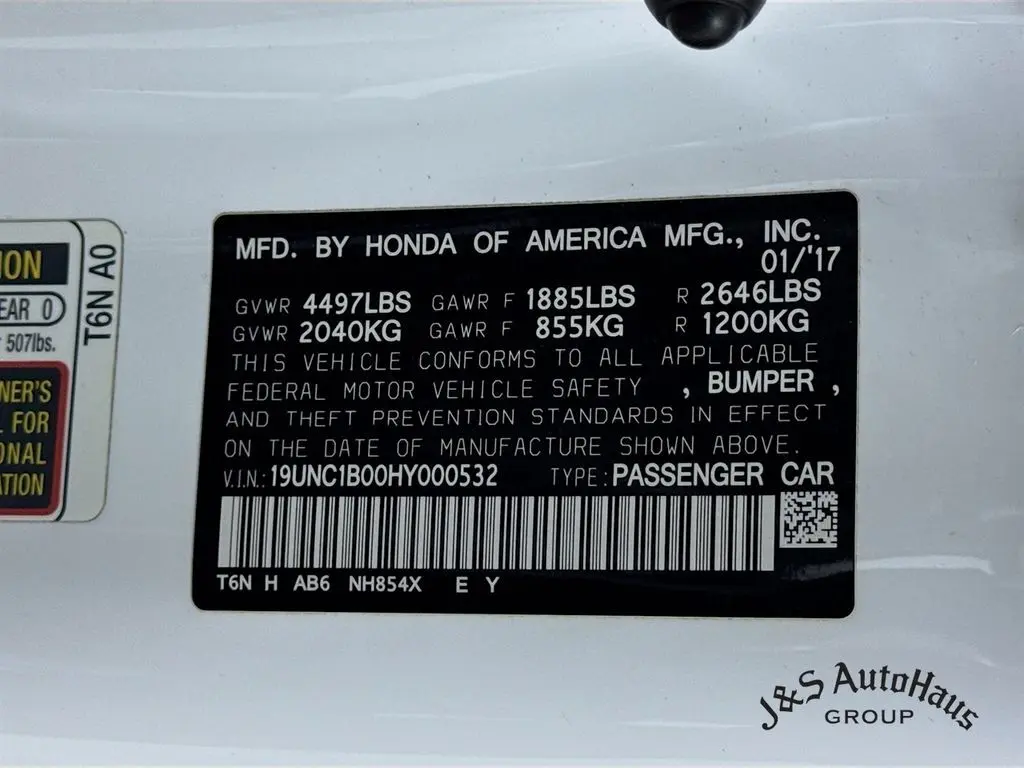 ION
EAR 0
507lbs.
T6N A0
NER'S
FOR
ONAL
ATION
MFD. BY HONDA OF AMERICA MFG., INC.
01/'17
GVWR 4497LBS GAWR F 1885LBS R 2646LBS
GVWR 2040KG GAWR F 855KG R 1200KG
THIS VEHICLE CONFORMS TO ALL APPLICABLE
FEDERAL MOTOR VEHICLE SAFETY , BUMPER ,
AND THEFT PREVENTION STANDARDS IN EFFECT
ON THE DATE OF MANUFACTURE SHOWN ABOVE.
V.I.N.: 19UNC1B00HY000532 TYPE: PASSENGER CAR
T6N H AB6 NH854X E Y
J&S AutoHaus
GROUP